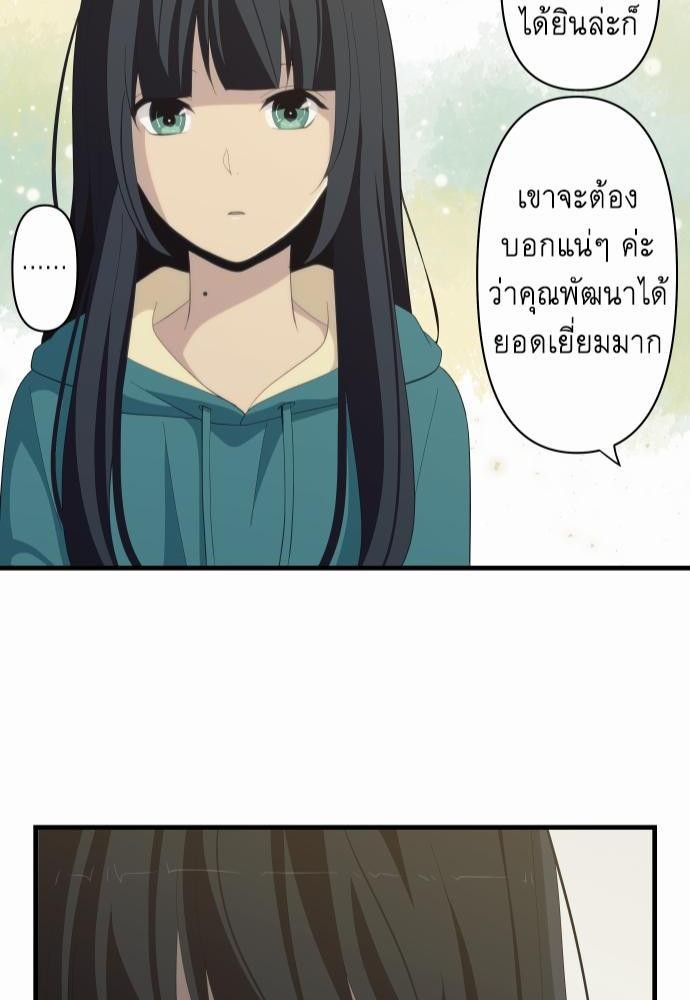 ได้ยินล่ะก็
เขาจะต้อง
บอกแน่ๆ ค่ะ
ว่าคุณพัฒนาได้
ยอดเยี่ยมมาก
......